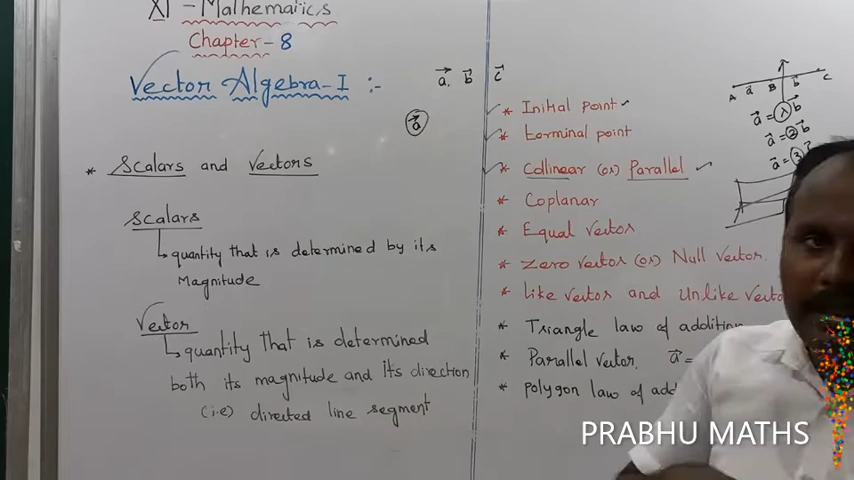 XI - Mathematics
Chapter - 8
Vector Algebra-I :-
* Scalars and Vectors
Scalars
quantity that is determined by its
Magnitude
Vector
quantity that is determined
both its magnitude and its direction
(i.e) directed line segment
a⃗, b⃗ c⃗
a⃗
* Initial point
* terminal point
* Collinear (or) Parallel
* Coplanar
* Equal Vector
* Zero Vector (or) Null Vector.
* Like Vector and Unlike Vecto
* Triangle law of addition
* Parallel Vector. a⃗ =
* polygon law of add
A a⃗ B b⃗ C
a⃗ = λ b⃗
a⃗ = 2 b⃗
a⃗ = 3
PRABHU MATHS